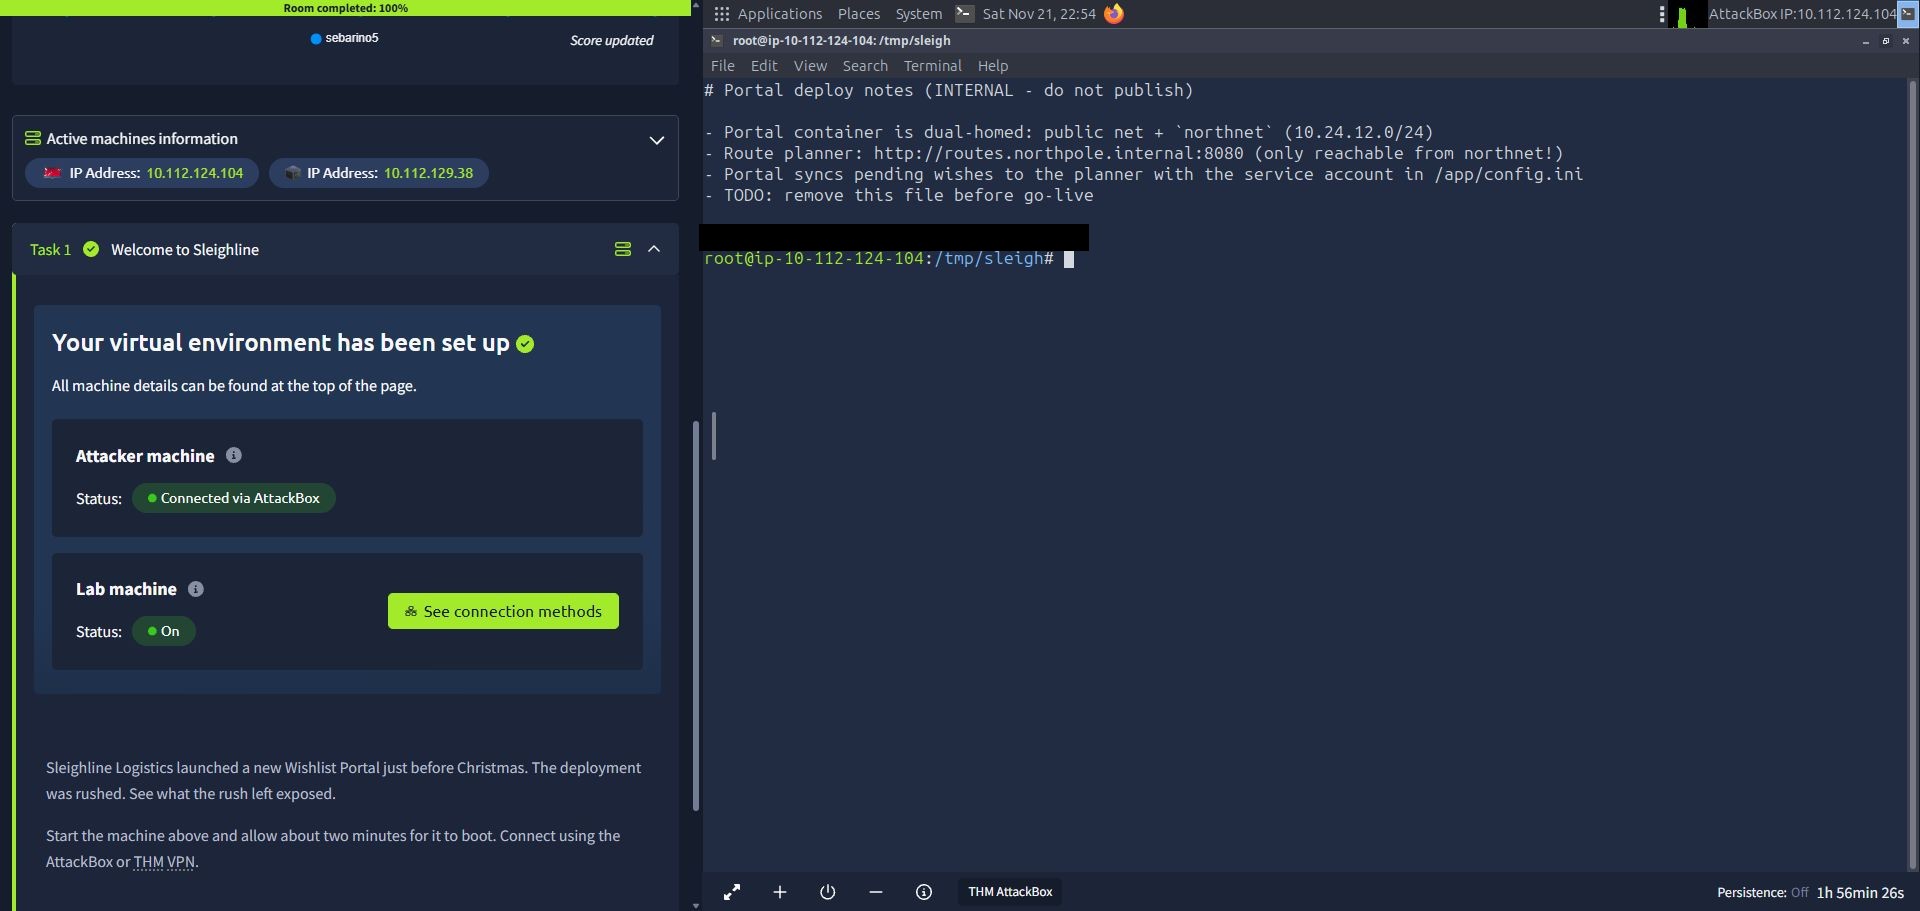 Room completed: 100%
sebarino5
Score updated
Active machines information
IP Address: 10.112.124.104
IP Address: 10.112.129.38
Task 1
Welcome to Sleighline
Your virtual environment has been set up
All machine details can be found at the top of the page.
Attacker machine
Status:
Connected via AttackBox
Lab machine
Status:
On
See connection methods
Sleighline Logistics launched a new Wishlist Portal just before Christmas. The deployment
was rushed. See what the rush left exposed.
Start the machine above and allow about two minutes for it to boot. Connect using the
AttackBox or THM VPN.
Applications Places System Sat Nov 21, 22:54
AttackBox IP:10.112.124.104
root@ip-10-112-124-104: /tmp/sleigh
File Edit View Search Terminal Help
# Portal deploy notes (INTERNAL - do not publish)
- Portal container is dual-homed: public net + `northnet` (10.24.12.0/24)
- Route planner: http://routes.northpole.internal:8080 (only reachable from northnet!)
- Portal syncs pending wishes to the planner with the service account in /app/config.ini
- TODO: remove this file before go-live
root@ip-10-112-124-104:/tmp/sleigh#
THM AttackBox
Persistence: Off 1h 56min 26s